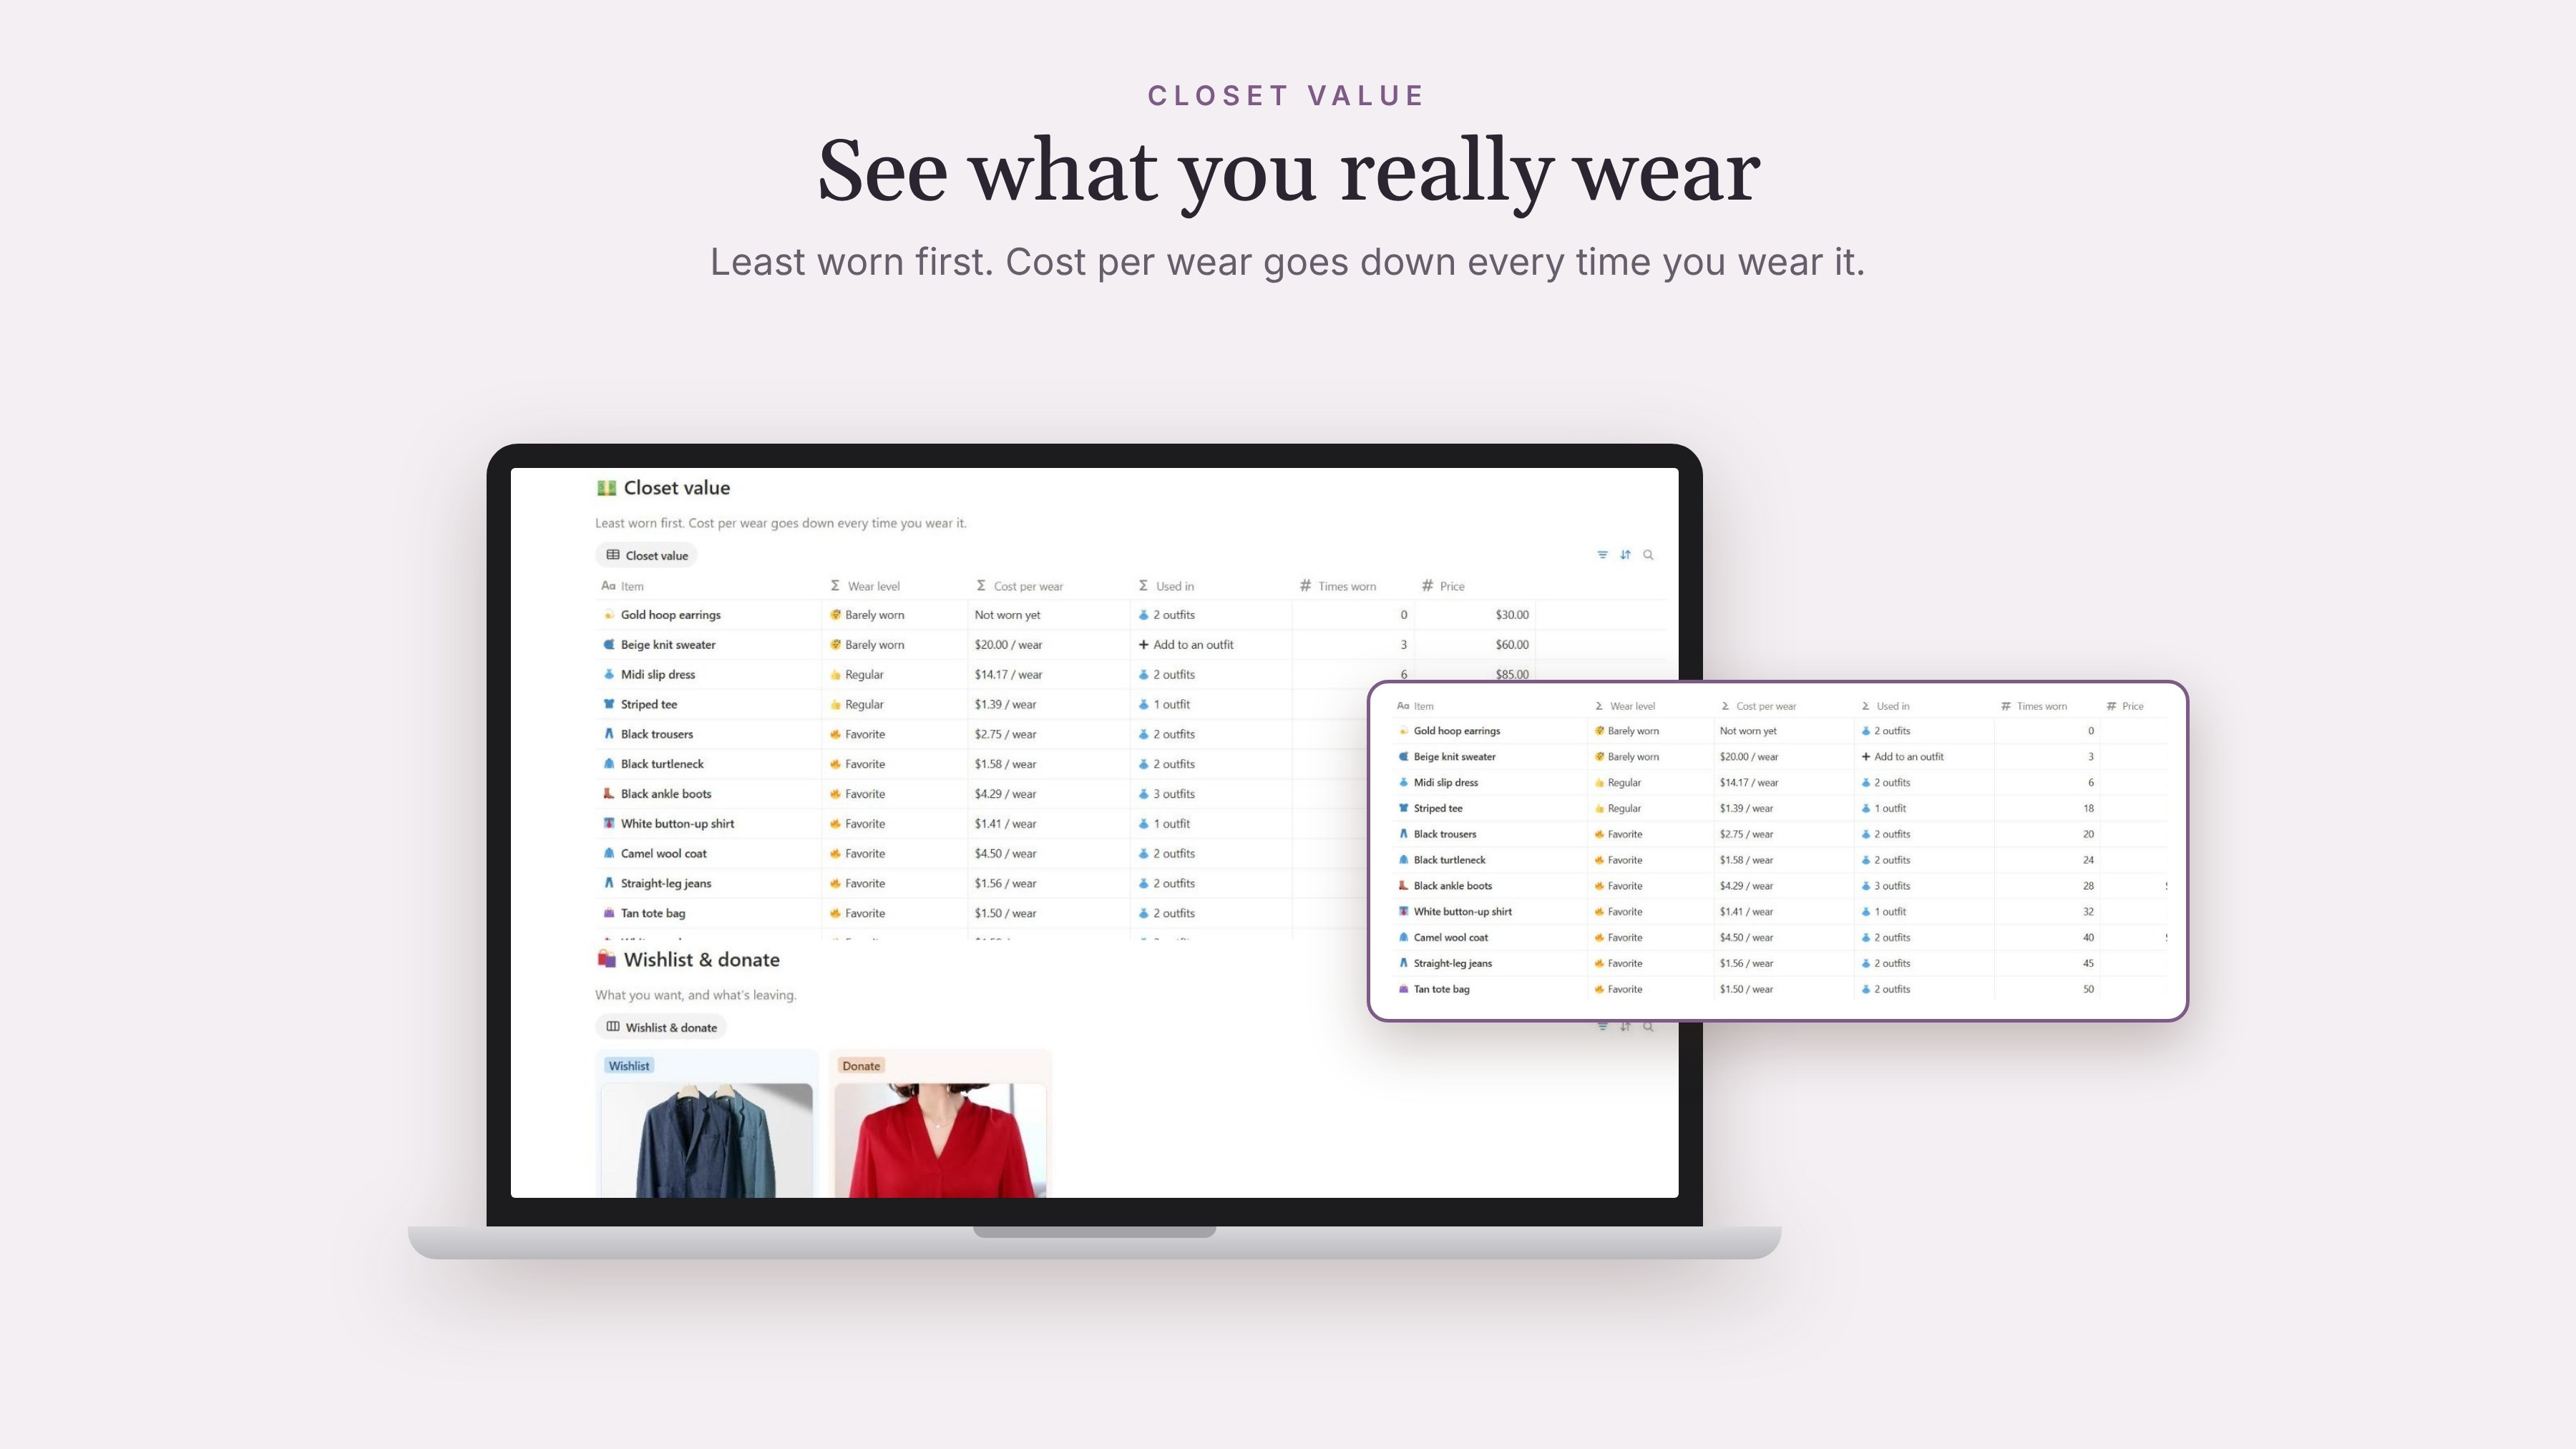 CLOSET VALUE
See what you really wear
Least worn first. Cost per wear goes down every time you wear it.
Closet value
Least worn first. Cost per wear goes down every time you wear it.
Closet value
Aa Item Σ Wear level Σ Cost per wear Σ Used in # Times worn # Price
Gold hoop earrings Barely worn Not worn yet 2 outfits 0 $30.00
Beige knit sweater Barely worn $20.00 / wear + Add to an outfit 3 $60.00
Midi slip dress Regular $14.17 / wear 2 outfits 6 $85.00
Striped tee Regular $1.39 / wear 1 outfit
Black trousers Favorite $2.75 / wear 2 outfits
Black turtleneck Favorite $1.58 / wear 2 outfits
Black ankle boots Favorite $4.29 / wear 3 outfits
White button-up shirt Favorite $1.41 / wear 1 outfit
Camel wool coat Favorite $4.50 / wear 2 outfits
Straight-leg jeans Favorite $1.56 / wear 2 outfits
Tan tote bag Favorite $1.50 / wear 2 outfits
Wishlist & donate
What you want, and what's leaving.
Wishlist & donate
Wishlist Donate
Aa Item Σ Wear level Σ Cost per wear Σ Used in # Times worn # Price
Gold hoop earrings Barely worn Not worn yet 2 outfits 0
Beige knit sweater Barely worn $20.00 / wear + Add to an outfit 3
Midi slip dress Regular $14.17 / wear 2 outfits 6
Striped tee Regular $1.39 / wear 1 outfit 18
Black trousers Favorite $2.75 / wear 2 outfits 20
Black turtleneck Favorite $1.58 / wear 2 outfits 24
Black ankle boots Favorite $4.29 / wear 3 outfits 28
White button-up shirt Favorite $1.41 / wear 1 outfit 32
Camel wool coat Favorite $4.50 / wear 2 outfits 40
Straight-leg jeans Favorite $1.56 / wear 2 outfits 45
Tan tote bag Favorite $1.50 / wear 2 outfits 50